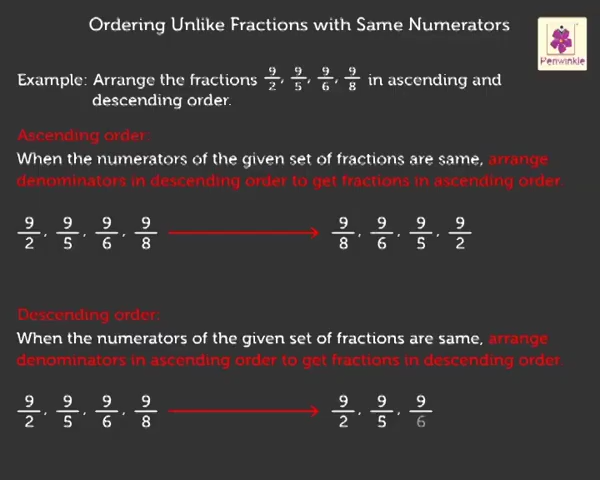 Ordering Unlike Fractions with Same Numerators
Periwinkle
Example: Arrange the fractions 9/2, 9/5, 9/6, 9/8 in ascending and
descending order.
Ascending order:
When the numerators of the given set of fractions are same, arrange
denominators in descending order to get fractions in ascending order.
9/2, 9/5, 9/6, 9/8 → 9/8, 9/6, 9/5, 9/2
Descending order:
When the numerators of the given set of fractions are same, arrange
denominators in ascending order to get fractions in descending order.
9/2, 9/5, 9/6, 9/8 → 9/2, 9/5, 9/6